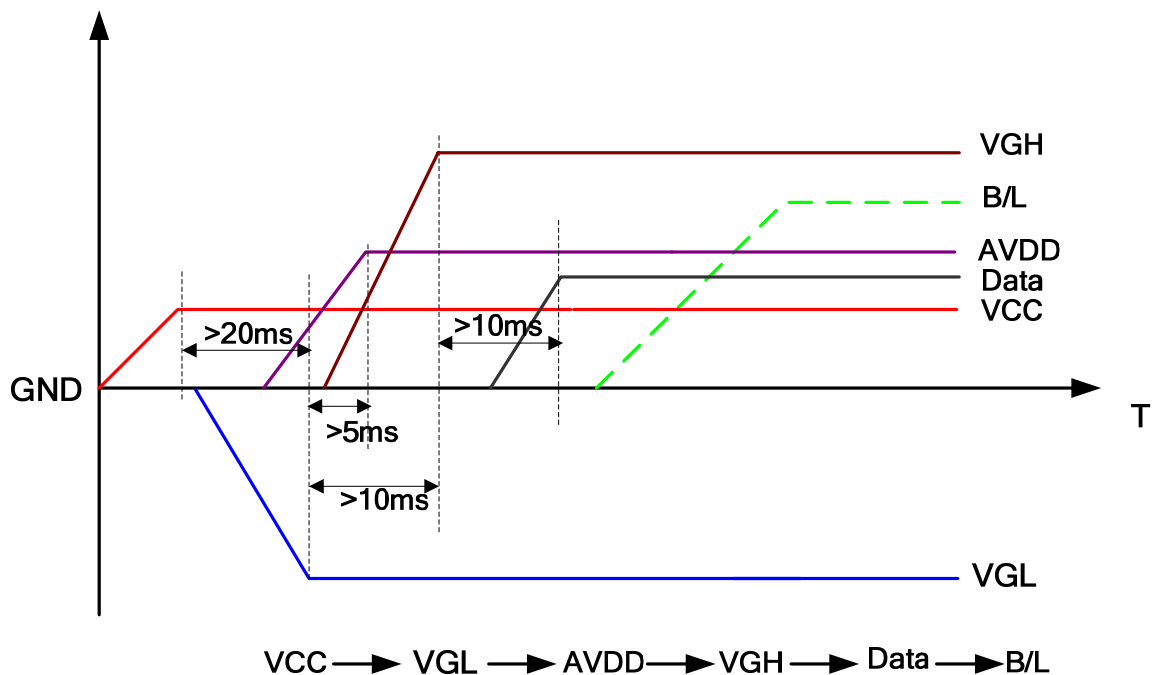 VGH
B/L
AVDD
Data
VCC
>20ms
>10ms
GND
T
>5ms
>10ms
VGL
VCC VGL AVDD VGH Data B/L